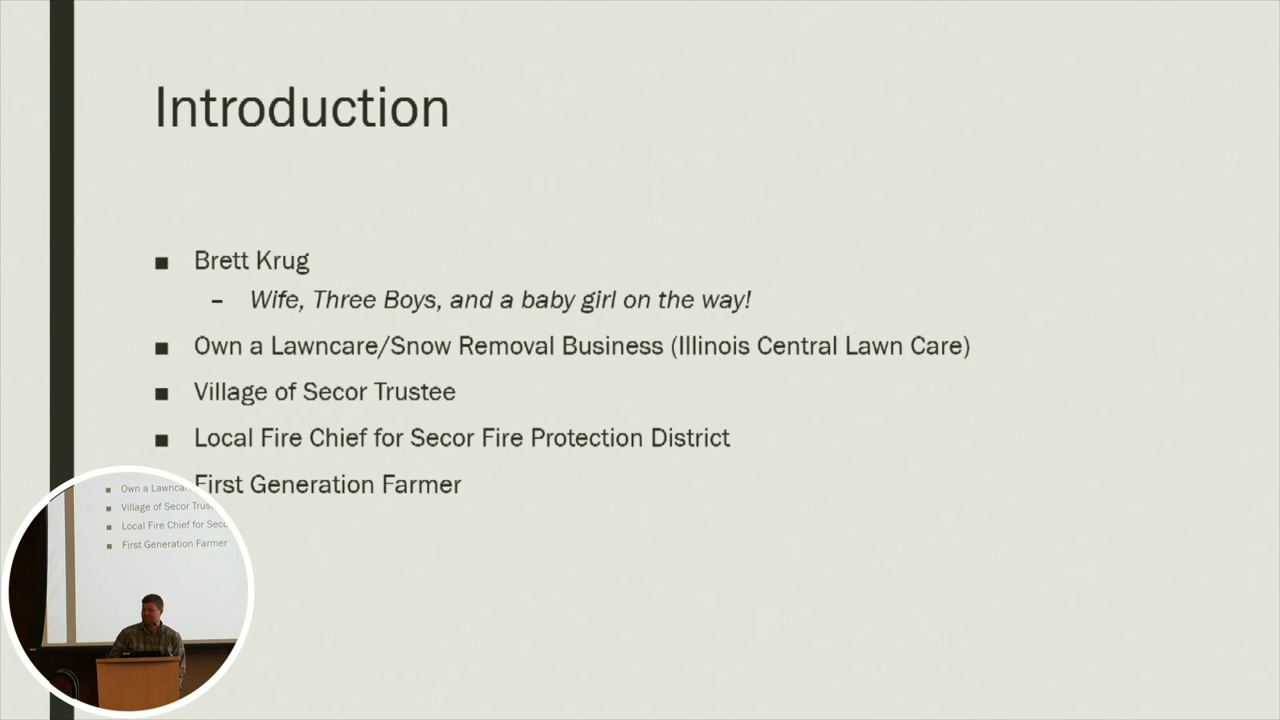 Introduction
■ Brett Krug
– Wife, Three Boys, and a baby girl on the way!
■ Own a Lawncare/Snow Removal Business (Illinois Central Lawn Care)
■ Village of Secor Trustee
■ Local Fire Chief for Secor Fire Protection District
First Generation Farmer
■ Own a Lawncar
■ Village of Secor Trus
■ Local Fire Chief for Seco
■ First Generation Farmer